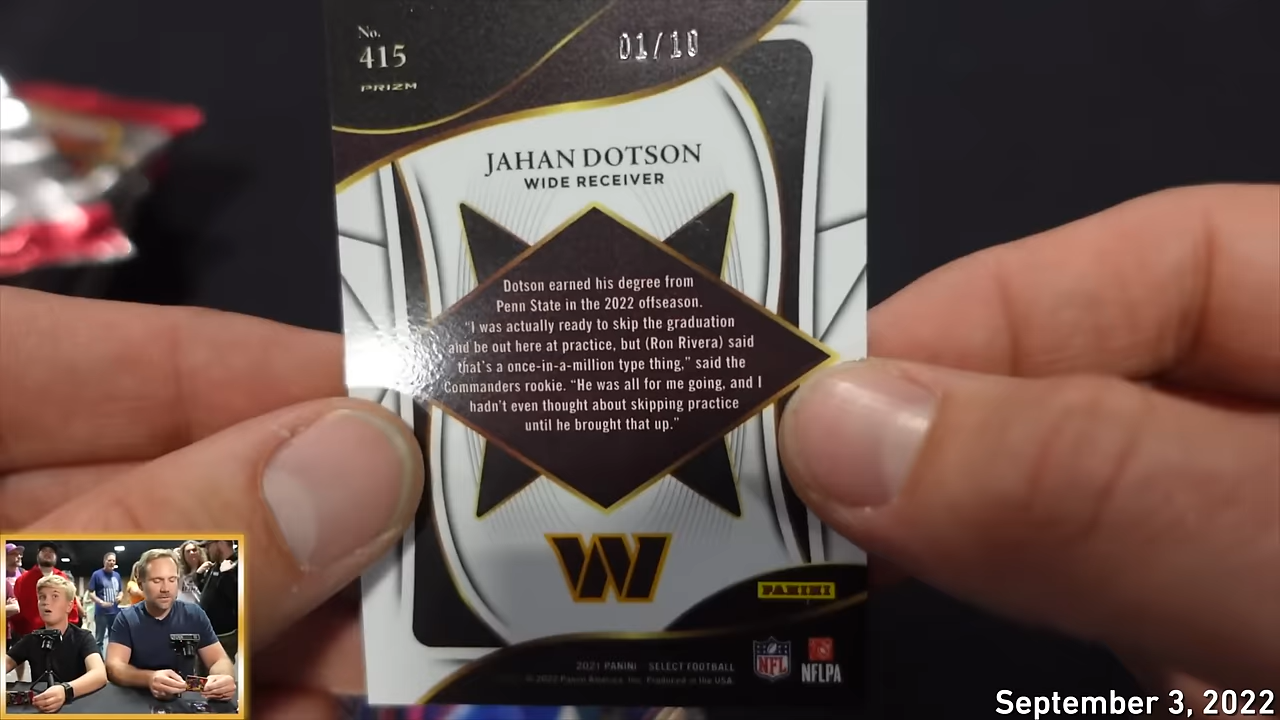 No.
415
PRIZM
01/10
JAHAN DOTSON
WIDE RECEIVER
Dotson earned his degree from
Penn State in the 2022 offseason.
"I was actually ready to skip the graduation
and be out here at practice, but (Ron Rivera) said
that's a once-in-a-million type thing," said the
Commanders rookie. "He was all for me going, and I
hadn't even thought about skipping practice
until he brought that up."
W
PANINI
2021 PANINI SELECT FOOTBALL
© 2022 Panini America, Inc. Produced in the USA.
NFL
NFLPA
September 3, 2022